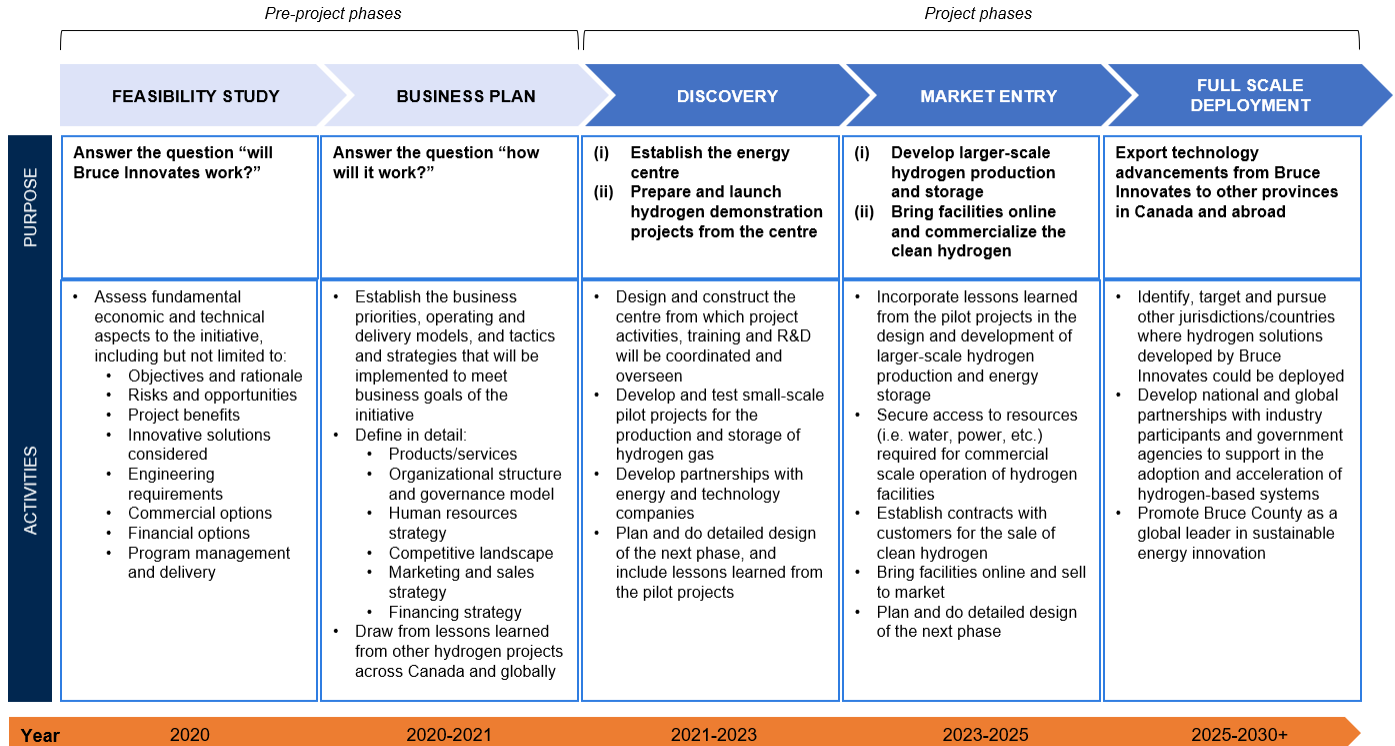 Pre-project phases
Project phases
FEASIBILITY STUDY
BUSINESS PLAN
DISCOVERY
MARKET ENTRY
FULL SCALE
DEPLOYMENT
PURPOSE
Answer the question “will
Bruce Innovates work?”
Answer the question “how
will it work?”
(i) Establish the energy
centre
(ii) Prepare and launch
hydrogen demonstration
projects from the centre
(i) Develop larger-scale
hydrogen production
and storage
(ii) Bring facilities online
and commercialize the
clean hydrogen
Export technology
advancements from Bruce
Innovates to other provinces
in Canada and abroad
ACTIVITIES
• Assess fundamental
economic and technical
aspects to the initiative,
including but not limited to:
• Objectives and rationale
• Risks and opportunities
• Project benefits
• Innovative solutions
considered
• Engineering
requirements
• Commercial options
• Financial options
• Program management
and delivery
• Establish the business
priorities, operating and
delivery models, and tactics
and strategies that will be
implemented to meet
business goals of the
initiative
• Define in detail:
• Products/services
• Organizational structure
and governance model
• Human resources
strategy
• Competitive landscape
• Marketing and sales
strategy
• Financing strategy
• Draw from lessons learned
from other hydrogen projects
across Canada and globally
• Design and construct the
centre from which project
activities, training and R&D
will be coordinated and
overseen
• Develop and test small-scale
pilot projects for the
production and storage of
hydrogen gas
• Develop partnerships with
energy and technology
companies
• Plan and do detailed design
of the next phase, and
include lessons learned from
the pilot projects
• Incorporate lessons learned
from the pilot projects in the
design and development of
larger-scale hydrogen
production and energy
storage
• Secure access to resources
(i.e. water, power, etc.)
required for commercial
scale operation of hydrogen
facilities
• Establish contracts with
customers for the sale of
clean hydrogen
• Bring facilities online and sell
to market
• Plan and do detailed design
of the next phase
• Identify, target and pursue
other jurisdictions/countries
where hydrogen solutions
developed by Bruce
Innovates could be deployed
• Develop national and global
partnerships with industry
participants and government
agencies to support in the
adoption and acceleration of
hydrogen-based systems
• Promote Bruce County as a
global leader in sustainable
energy innovation
Year
2020
2020-2021
2021-2023
2023-2025
2025-2030+